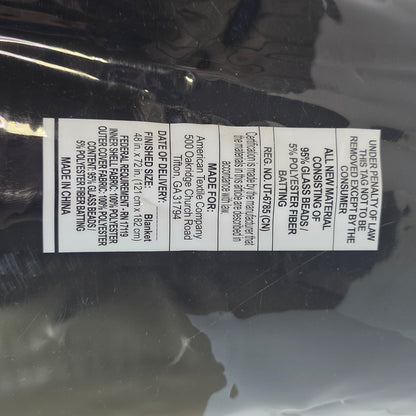 UNDER PENALTY OF LAW
THIS TAG NOT TO BE
REMOVED EXCEPT BY THE
CONSUMER
ALL NEW MATERIAL
CONSISTING OF
95% GLASS BEADS /
5% POLYESTER FIBER
BATTING
REG. NO. UT-6785 (CN)
Certification is made by the manufacturer that
the materials in this article are described in
accordance with law.
MADE FOR:
American Textile Company
500 Oakridge Church Road
Tifton, GA 31794
DATE OF DELIVERY:
FINISHED SIZE: Blanket
48 in. x 72 in. (121 cm x 182 cm)
FEDERAL REQUIREMENT - RN 17119
INNER SHELL FABRIC: 100% POLYESTER
OUTER COVER FABRIC: 100% POLYESTER
CONTENT: 95% GLASS BEADS /
5% POLYESTER FIBER BATTING
MADE IN CHINA